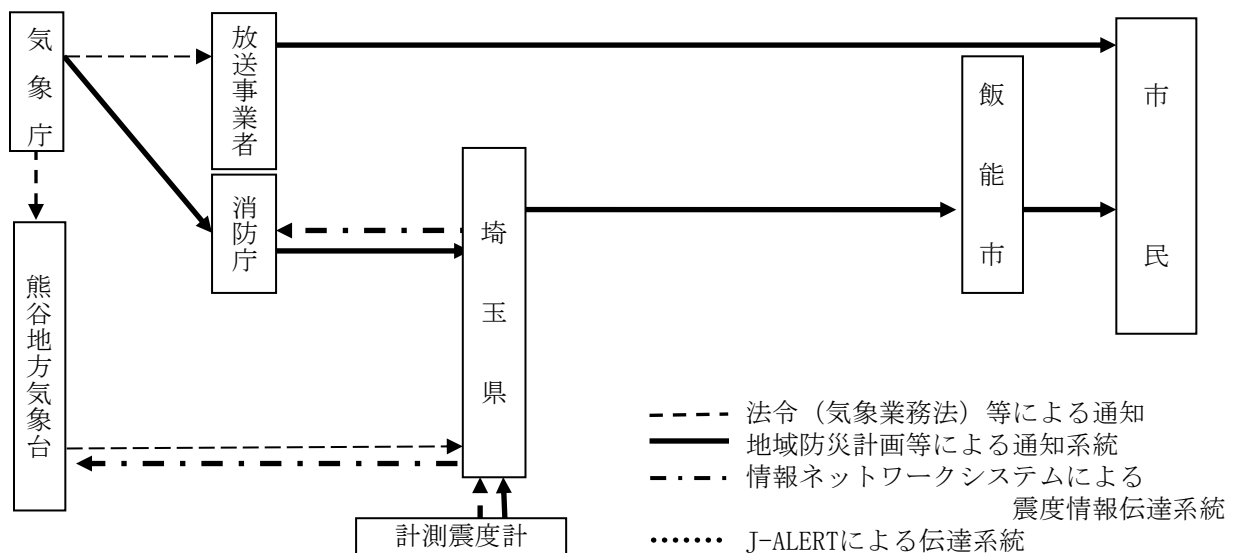 気象庁
放送事業者
飯能市
市民
消防庁
埼玉県
熊谷地方気象台
計測震度計
法令（気象業務法）等による通知
地域防災計画等による通知系統
情報ネットワークシステムによる
震度情報伝達系統
J-ALERTによる伝達系統